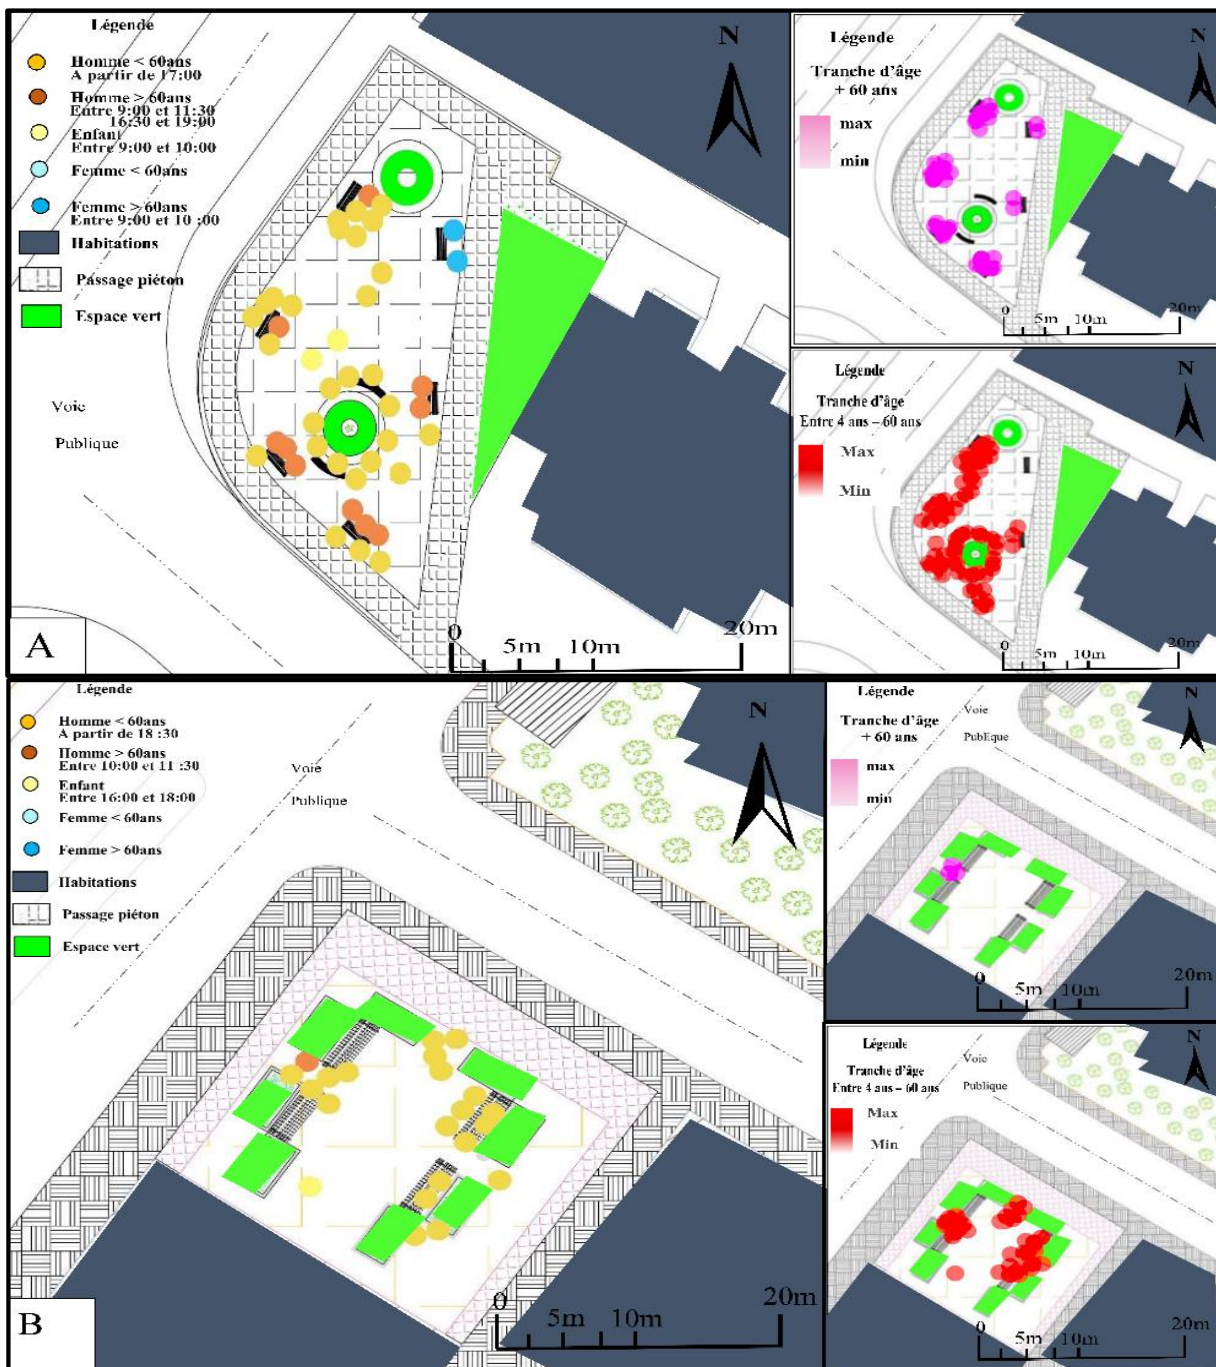 Légende
Homme < 60ans
A partir de 17:00
Homme > 60ans
Entre 9:00 et 11:30
16:30 et 19:00
Enfant
Entre 9:00 et 10:00
Femme < 60ans
Femme > 60ans
Entre 9:00 et 10 :00
Habitations
Passage piéton
Espace vert
Voie
Publique
N
0 5m 10m 20m
A
Légende
Tranche d'âge
+ 60 ans
max
min
N
0 5m 10m 20m
Légende
Tranche d'âge
Entre 4 ans – 60 ans
Max
Min
N
0 5m 10m 20m
Légende
Homme < 60ans
A partir de 18 :30
Homme > 60ans
Entre 10:00 et 11 :30
Enfant
Entre 16:00 et 18:00
Femme < 60ans
Femme > 60ans
Habitations
Passage piéton
Espace vert
Voie
Publique
N
0 5m 10m 20m
B
Légende
Tranche d'âge
+ 60 ans
max
min
Voie
Publique
N
0 5m 10m 20m
Légende
Tranche d'âge
Entre 4 ans – 60 ans
Max
Min
Voie
Publique
N
0 5m 10m 20m